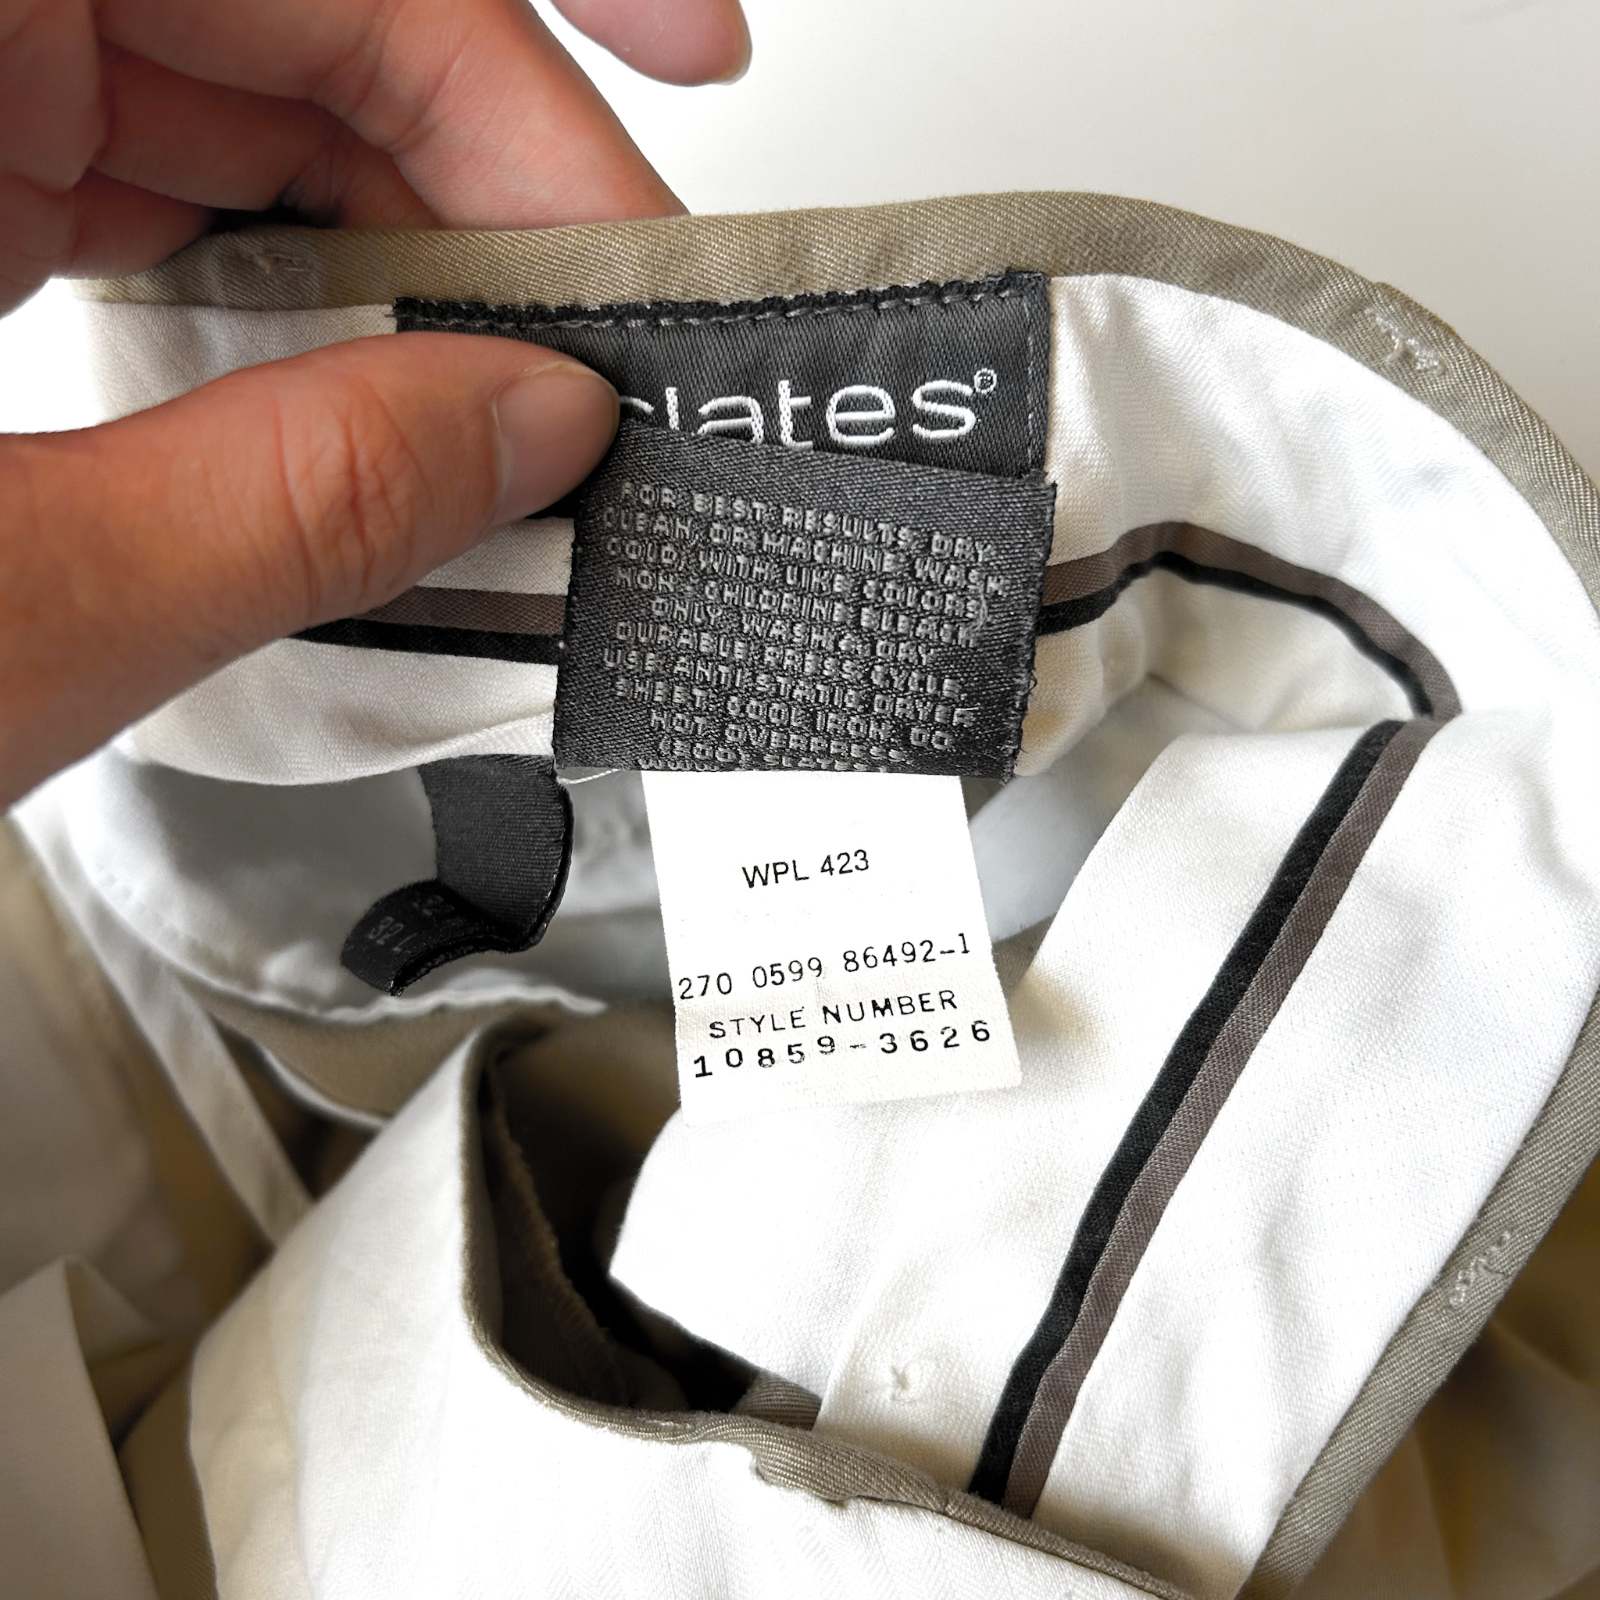 slates®
FOR BEST RESULTS DRY
CLEAN, OR MACHINE WASH
COLD, WITH LIKE COLORS
NON-CHLORINE BLEACH
ONLY. WASH & DRY
DURABLE PRESS CYCLE.
USE ANTI STATIC DRYER
SHEET. COOL IRON. DO
NOT OVERPRESS.
WPL 423
270 0599 86492-1
STYLE NUMBER
10859-3626